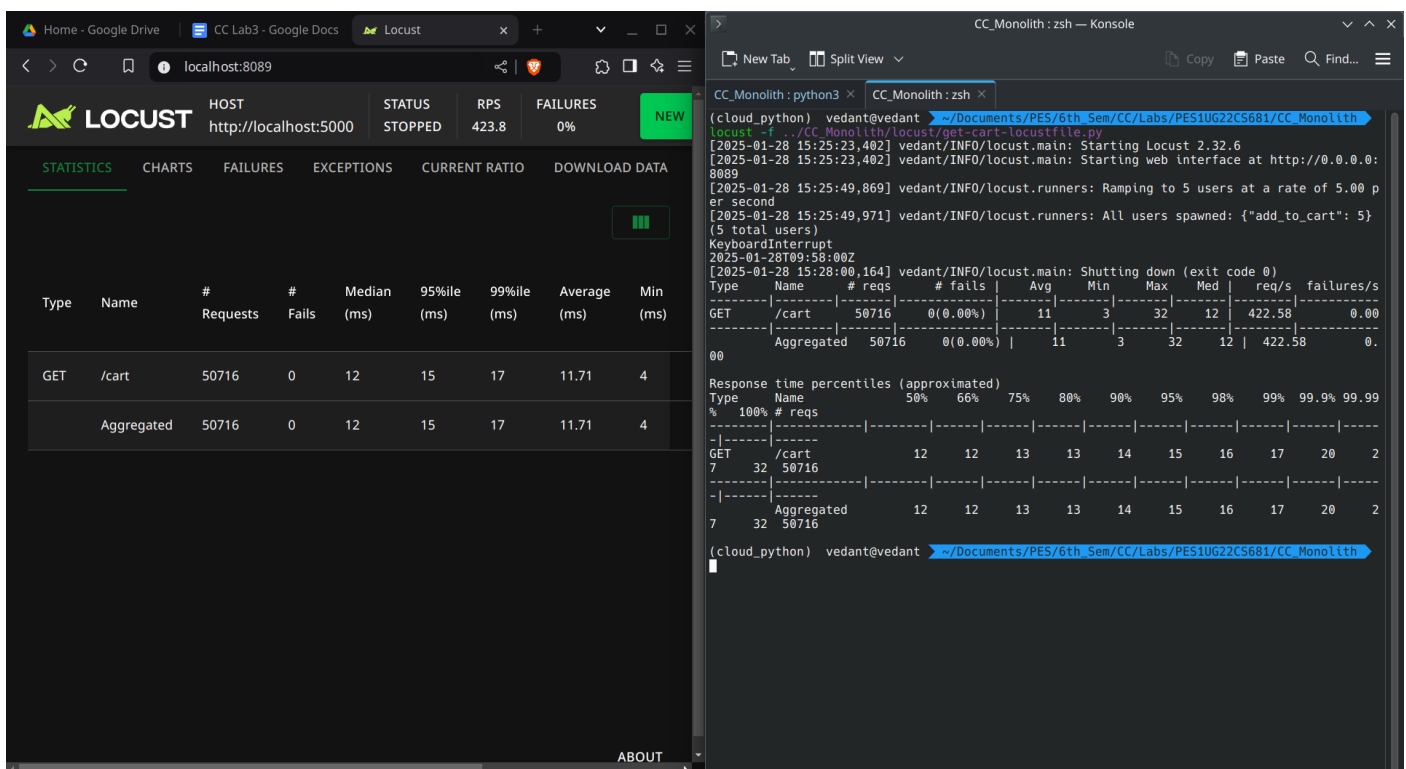 Home - Google Drive
CC Lab3 - Google Docs
Locust
localhost:8089
LOCUST
HOST
http://localhost:5000
STATUS
STOPPED
RPS
423.8
FAILURES
0%
NEW
STATISTICS CHARTS FAILURES EXCEPTIONS CURRENT RATIO DOWNLOAD DATA
Type Name # Requests # Fails Median (ms) 95%ile (ms) 99%ile (ms) Average (ms) Min (ms)
GET /cart 50716 0 12 15 17 11.71 4
Aggregated 50716 0 12 15 17 11.71 4
ABOUT
CC_Monolith : zsh — Konsole
New Tab Split View Copy Paste Find...
CC_Monolith : python3 CC_Monolith : zsh
(cloud_python) vedant@vedant ~/Documents/PES/6th_Sem/CC/Labs/PES1UG22CS681/CC_Monolith
locust -f ../CC_Monolith/locust/get-cart-locustfile.py
[2025-01-28 15:25:23,402] vedant/INFO/locust.main: Starting Locust 2.32.6
[2025-01-28 15:25:23,402] vedant/INFO/locust.main: Starting web interface at http://0.0.0.0:
8089
[2025-01-28 15:25:49,869] vedant/INFO/locust.runners: Ramping to 5 users at a rate of 5.00 p
er second
[2025-01-28 15:25:49,971] vedant/INFO/locust.runners: All users spawned: {"add_to_cart": 5}
(5 total users)
KeyboardInterrupt
2025-01-28T09:58:00Z
[2025-01-28 15:28:00,164] vedant/INFO/locust.main: Shutting down (exit code 0)
Type Name # reqs # fails | Avg Min Max Med | req/s failures/s
--------|--------|-------|-------------|-------|-------|-------|-------|--------|-----------
GET /cart 50716 0(0.00%) | 11 3 32 12 | 422.58 0.00
--------|--------|-------|-------------|-------|-------|-------|-------|--------|-----------
Aggregated 50716 0(0.00%) | 11 3 32 12 | 422.58 0.
00
Response time percentiles (approximated)
Type Name 50% 66% 75% 80% 90% 95% 98% 99% 99.9% 99.99
% 100% # reqs
--------|------------|--------|------|------|------|------|------|------|------|------|-----
-|------|------
GET /cart 12 12 13 13 14 15 16 17 20 2
7 32 50716
--------|------------|--------|------|------|------|------|------|------|------|------|-----
-|------|------
Aggregated 12 12 13 13 14 15 16 17 20 2
7 32 50716
(cloud_python) vedant@vedant ~/Documents/PES/6th_Sem/CC/Labs/PES1UG22CS681/CC_Monolith